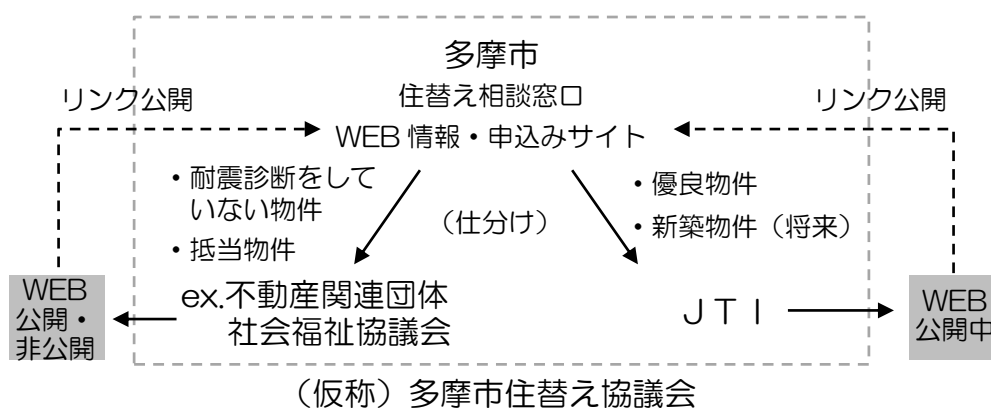 多摩市
住替え相談窓口
WEB 情報・申込みサイト
リンク公開
リンク公開
・耐震診断をして
いない物件
・抵当物件
（仕分け）
・優良物件
・新築物件（将来）
ex.不動産関連団体
社会福祉協議会
ＪＴＩ
WEB
公開・
非公開
WEB
公開中
（仮称）多摩市住替え協議会